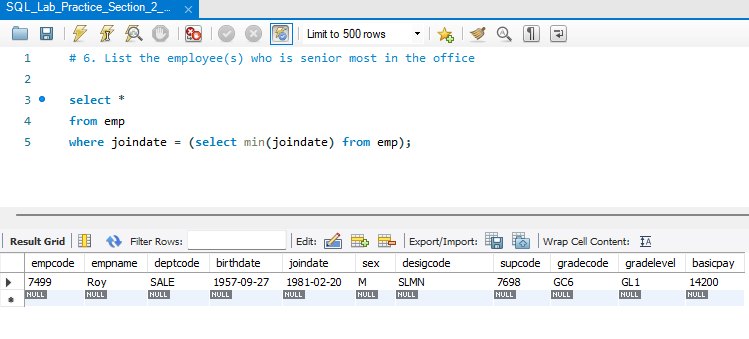 SQL_Lab_Practice_Section_2_...
Limit to 500 rows
1 # 6. List the employee(s) who is senior most in the office
2
3 select *
4 from emp
5 where joindate = (select min(joindate) from emp);
Result Grid Filter Rows: Edit: Export/Import: Wrap Cell Content: IA
empcode empname deptcode birthdate joindate sex desigcode supcode gradecode gradelevel basicpay
7499 Roy SALE 1957-09-27 1981-02-20 M SLMN 7698 GC6 GL1 14200
NULL NULL NULL NULL NULL NULL NULL NULL NULL NULL NULL